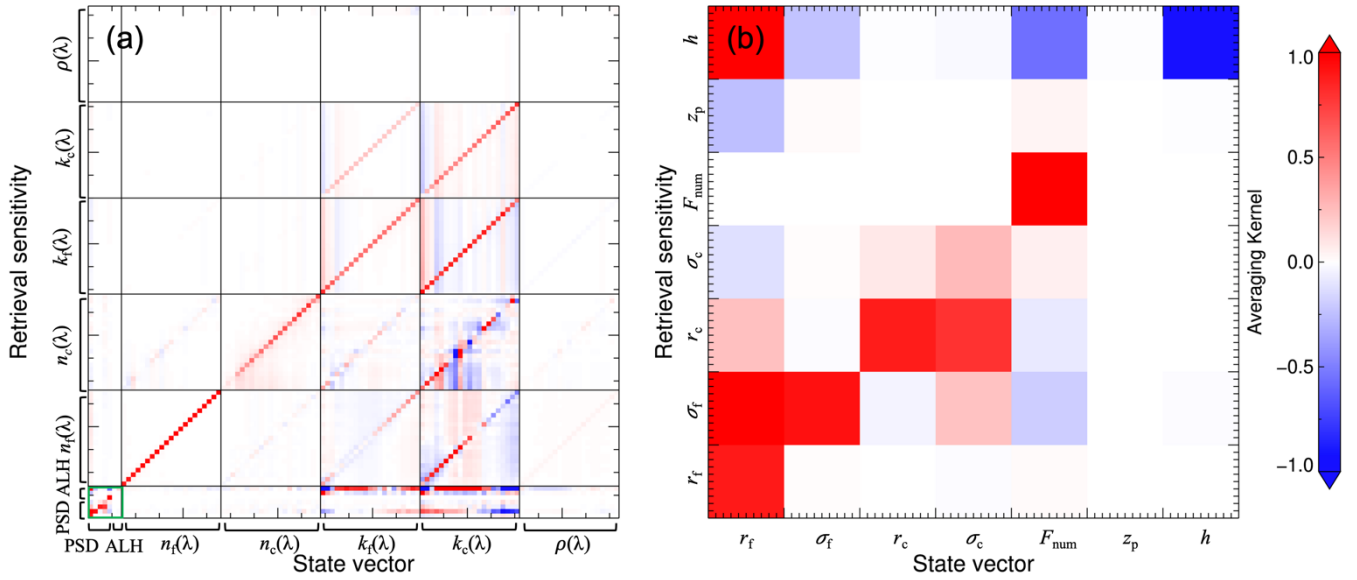 (a)
(b)
Retrieval sensitivity
ρ(λ)
k_c(λ)
k_f(λ)
n_c(λ)
n_f(λ)
ALH
PSD
PSD
ALH
n_f(λ)
n_c(λ)
k_f(λ)
k_c(λ)
ρ(λ)
State vector
Retrieval sensitivity
h
z_p
F_num
σ_c
r_c
σ_f
r_f
r_f
σ_f
r_c
σ_c
F_num
z_p
h
State vector
1.0
0.5
0.0
−0.5
−1.0
Averaging Kernel